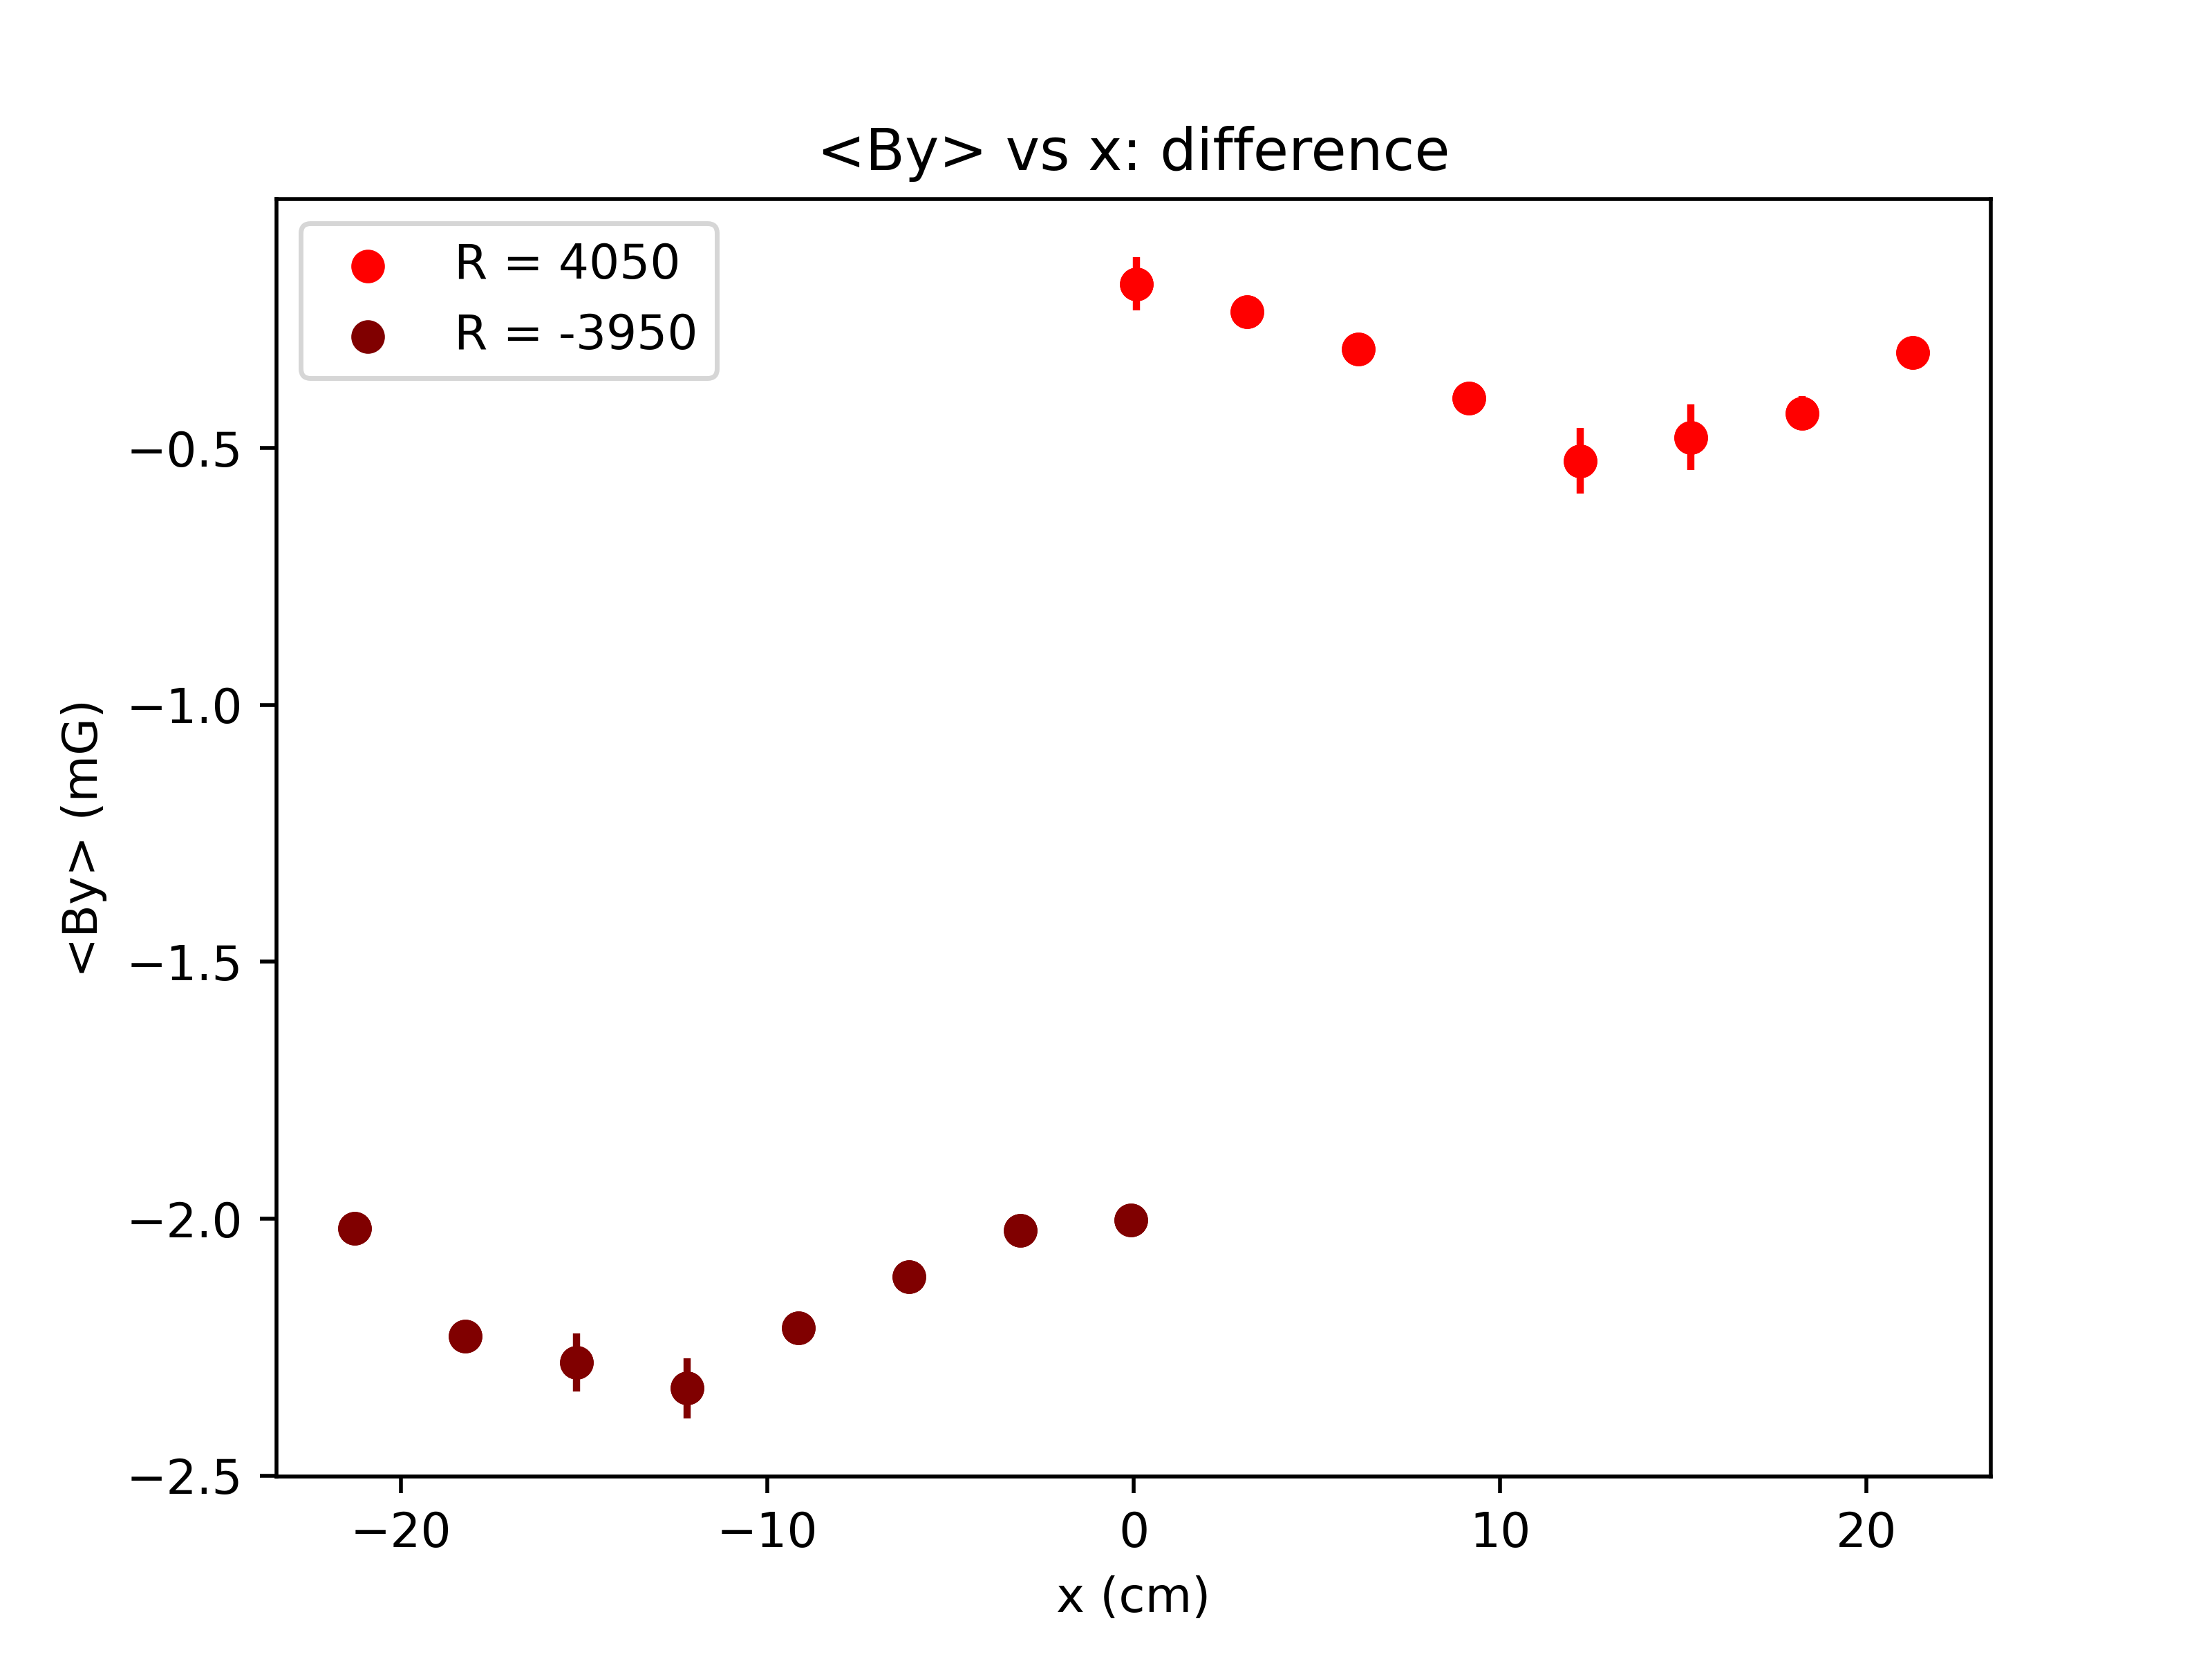 <By> vs x: difference
R = 4050
R = -3950
<By> (mG)
−0.5
−1.0
−1.5
−2.0
−2.5
−20
−10
0
10
20
x (cm)